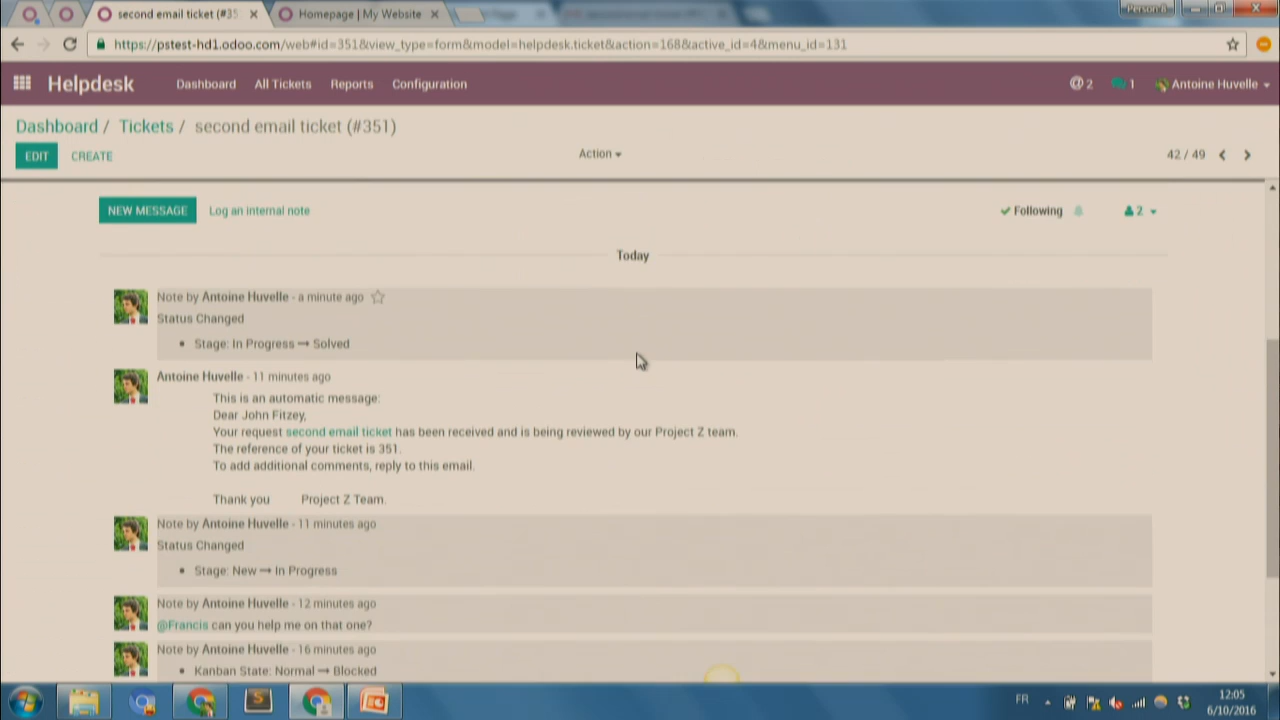 second email ticket (#35
Homepage | My Website
https://pstest-hd1.odoo.com/web#id=351&view_type=form&model=helpdesk.ticket&action=168&active_id=4&menu_id=131
Helpdesk Dashboard All Tickets Reports Configuration @2 1 Antoine Huvelle
Dashboard / Tickets / second email ticket (#351)
EDIT CREATE Action 42 / 49
NEW MESSAGE Log an internal note Following 2
Today
Note by Antoine Huvelle - a minute ago
Status Changed
• Stage: In Progress → Solved
Antoine Huvelle - 11 minutes ago
This is an automatic message:
Dear John Fitzey,
Your request second email ticket has been received and is being reviewed by our Project Z team.
The reference of your ticket is 351.
To add additional comments, reply to this email.
Thank you Project Z Team.
Note by Antoine Huvelle - 11 minutes ago
Status Changed
• Stage: New → In Progress
Note by Antoine Huvelle - 12 minutes ago
@Francis can you help me on that one?
Note by Antoine Huvelle - 16 minutes ago
• Kanban State: Normal → Blocked
FR 12:05
6/10/2016